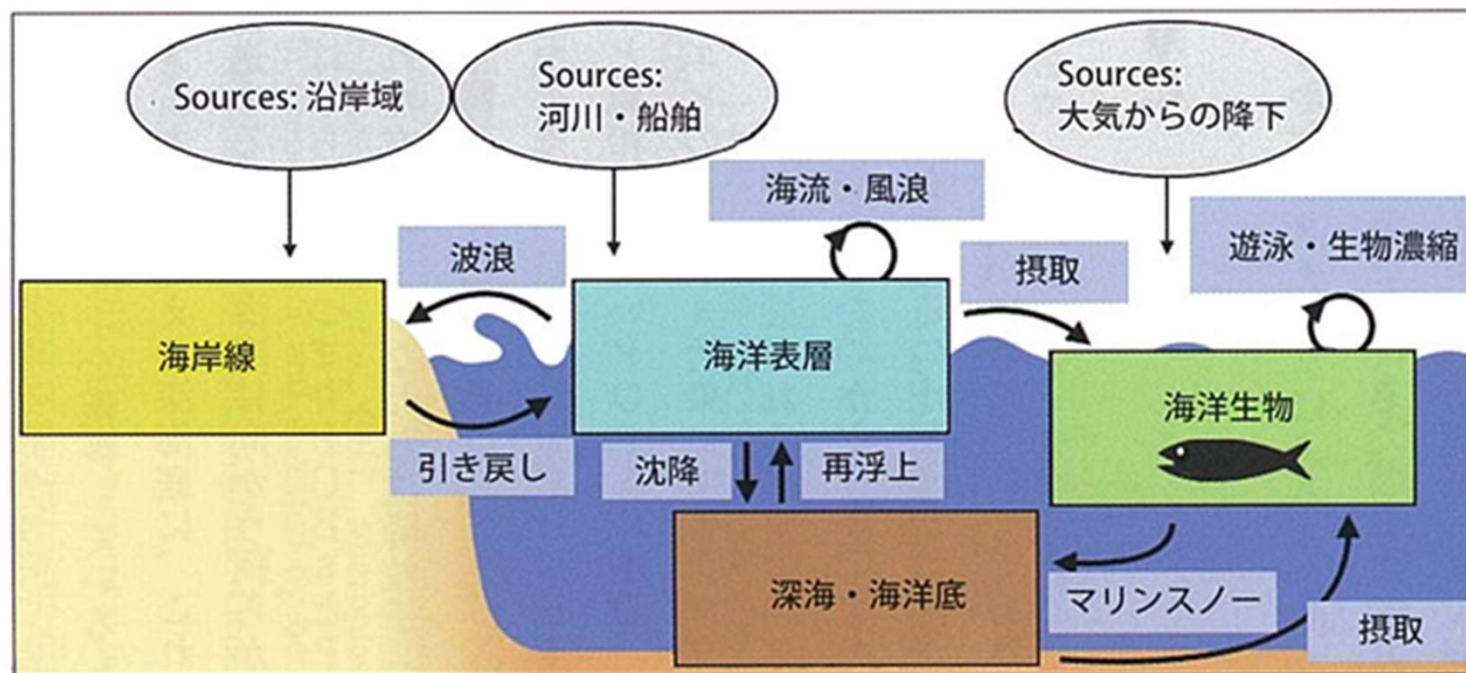 Sources: 沿岸域
Sources:
河川・船舶
Sources:
大気からの降下
海流・風浪
遊泳・生物濃縮
波浪
摂取
海岸線
海洋表層
海洋生物
引き戻し
沈降
再浮上
深海・海洋底
マリンスノー
摂取